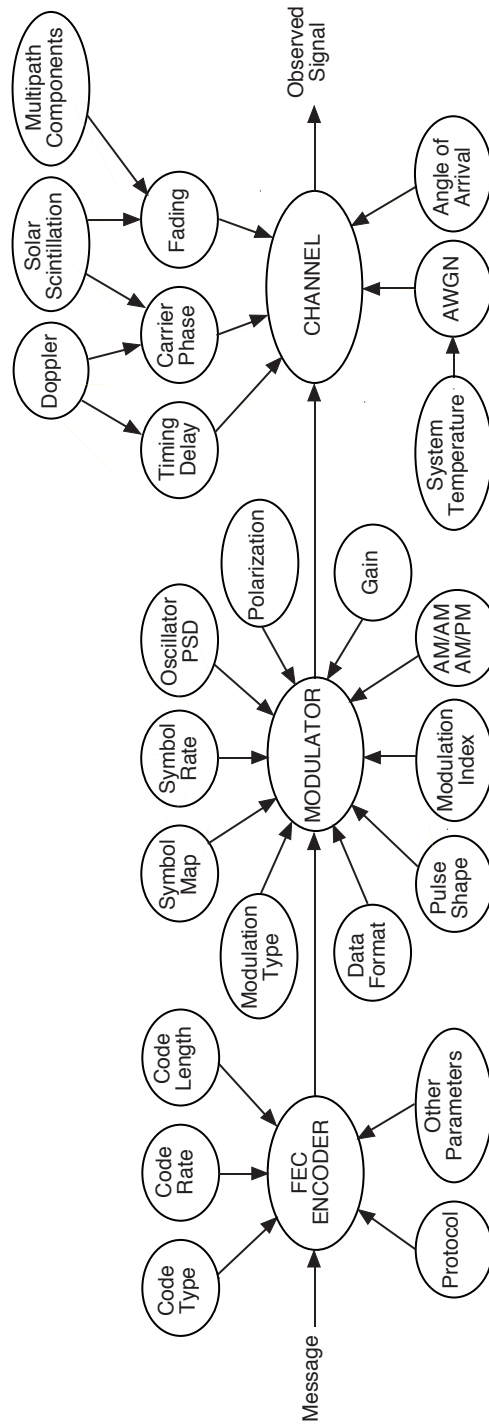 Message
Code
Type
Code
Rate
Code
Length
FEC
ENCODER
Protocol
Other
Parameters
Symbol
Map
Symbol
Rate
Oscillator
PSD
Modulation
Type
Polarization
MODULATOR
Data
Format
Gain
Pulse
Shape
Modulation
Index
AM/AM
AM/PM
Doppler
Solar
Scintillation
Multipath
Components
Timing
Delay
Carrier
Phase
Fading
CHANNEL
Observed
Signal
System
Temperature
AWGN
Angle of
Arrival